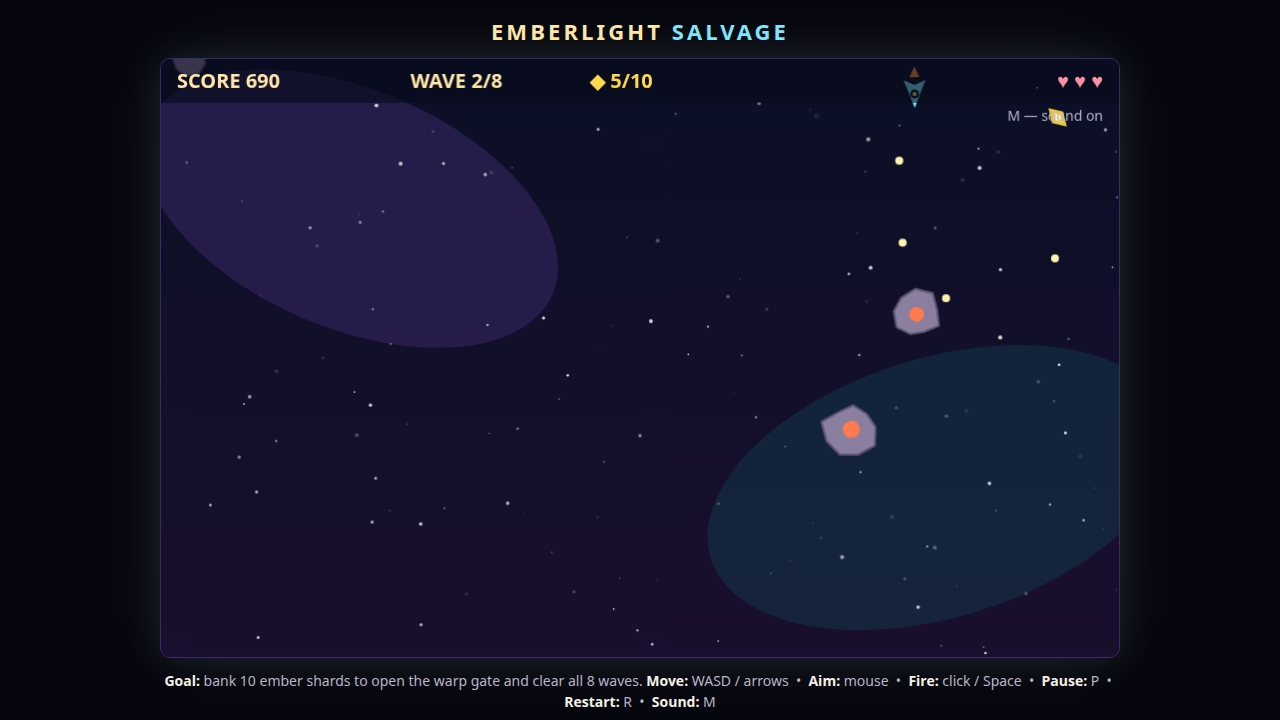 EMBERLIGHT SALVAGE
SCORE 690 WAVE 2/8 ◆ 5/10 ♥ ♥ ♥
M — sound on
Goal: bank 10 ember shards to open the warp gate and clear all 8 waves. Move: WASD / arrows • Aim: mouse • Fire: click / Space • Pause: P •
Restart: R • Sound: M